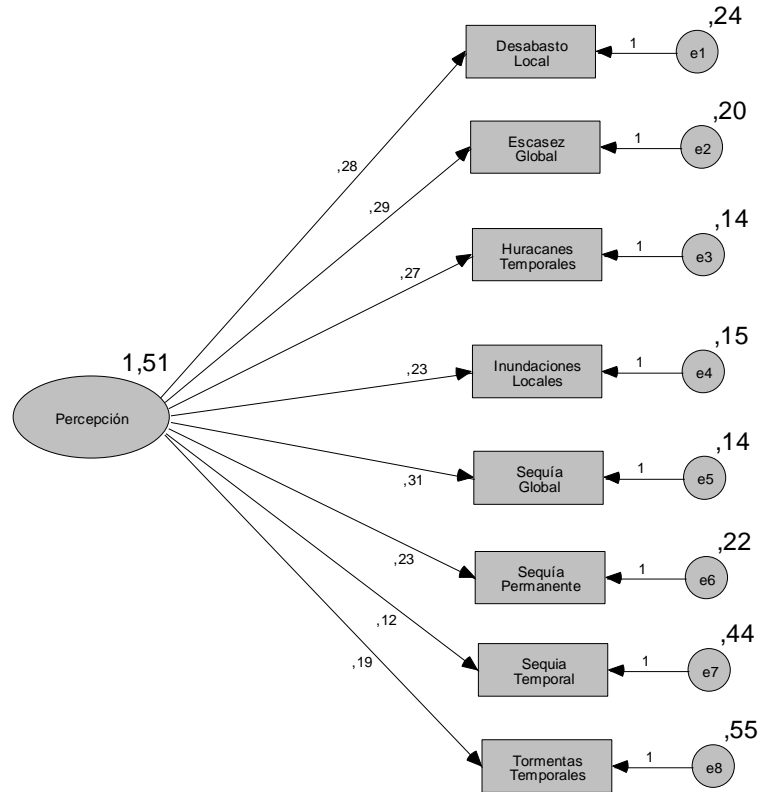 ,24
Desabasto
Local
1
e1
,20
,28
Escasez
Global
1
e2
,29
,14
Huracanes
Temporales
1
e3
,27
1,51
,15
,23
Inundaciones
Locales
1
e4
Percepción
,14
,31
Sequía
Global
1
e5
,22
,23
Sequía
Permanente
1
e6
,12
,44
,19
Sequia
Temporal
1
e7
,55
Tormentas
Temporales
1
e8